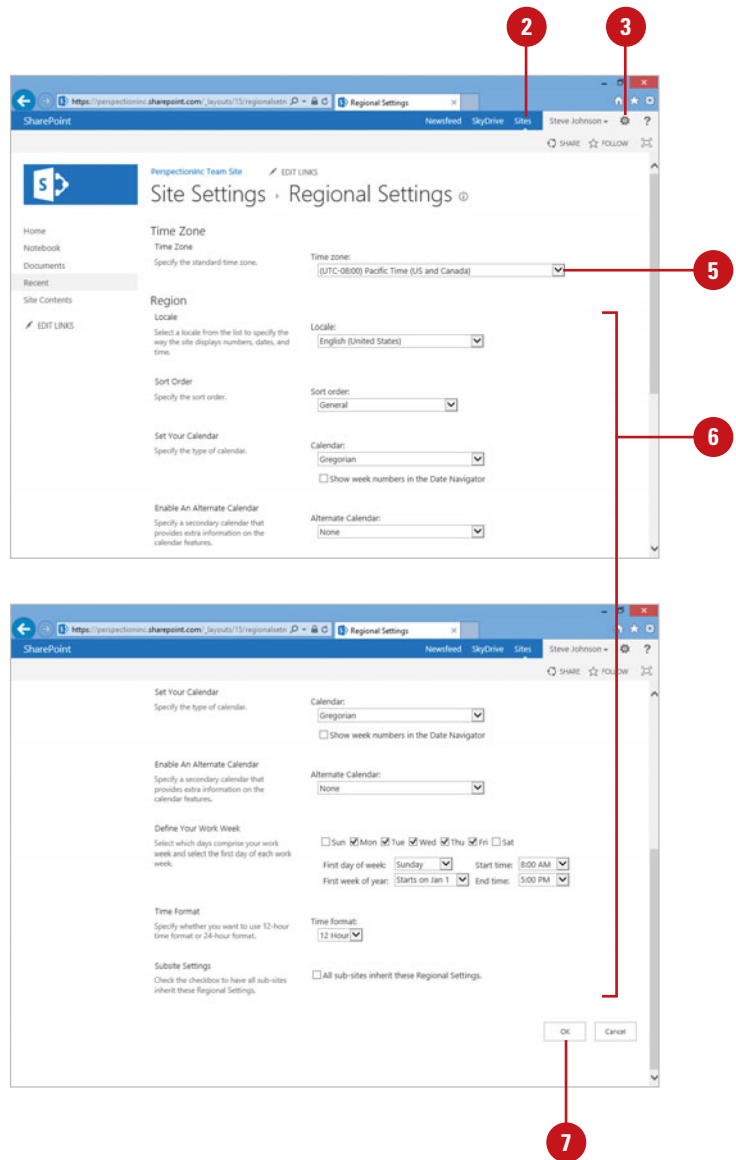 2 3
https://perspectioninc.sharepoint.com/_layouts/15/regionalsetn
Regional Settings
SharePoint
Newsfeed SkyDrive Sites Steve Johnson ?
SHARE FOLLOW
S
PerspectionInc Team Site EDIT LINKS
Site Settings › Regional Settings
Home
Notebook
Documents
Recent
Site Contents
EDIT LINKS
Time Zone
Time Zone
Specify the standard time zone.
Time zone:
(UTC-08:00) Pacific Time (US and Canada)
5
Region
Locale
Select a locale from the list to specify the
way the site displays numbers, dates, and
time.
Locale:
English (United States)
Sort Order
Specify the sort order.
Sort order:
General
6
Set Your Calendar
Specify the type of calendar.
Calendar:
Gregorian
Show week numbers in the Date Navigator
Enable An Alternate Calendar
Specify a secondary calendar that
provides extra information on the
calendar features.
Alternate Calendar:
None
https://perspectioninc.sharepoint.com/_layouts/15/regionalsetn
Regional Settings
SharePoint
Newsfeed SkyDrive Sites Steve Johnson ?
SHARE FOLLOW
Set Your Calendar
Specify the type of calendar.
Calendar:
Gregorian
Show week numbers in the Date Navigator
Enable An Alternate Calendar
Specify a secondary calendar that
provides extra information on the
calendar features.
Alternate Calendar:
None
Define Your Work Week
Select which days comprise your work
week and select the first day of each work
week.
Sun Mon Tue Wed Thu Fri Sat
First day of week: Sunday Start time: 8:00 AM
First week of year: Starts on Jan 1 End time: 5:00 PM
Time Format
Specify whether you want to use 12-hour
time format or 24-hour format.
Time format:
12 Hour
Subsite Settings
Check the checkbox to have all sub-sites
inherit these Regional Settings.
All sub-sites inherit these Regional Settings.
OK Cancel
7